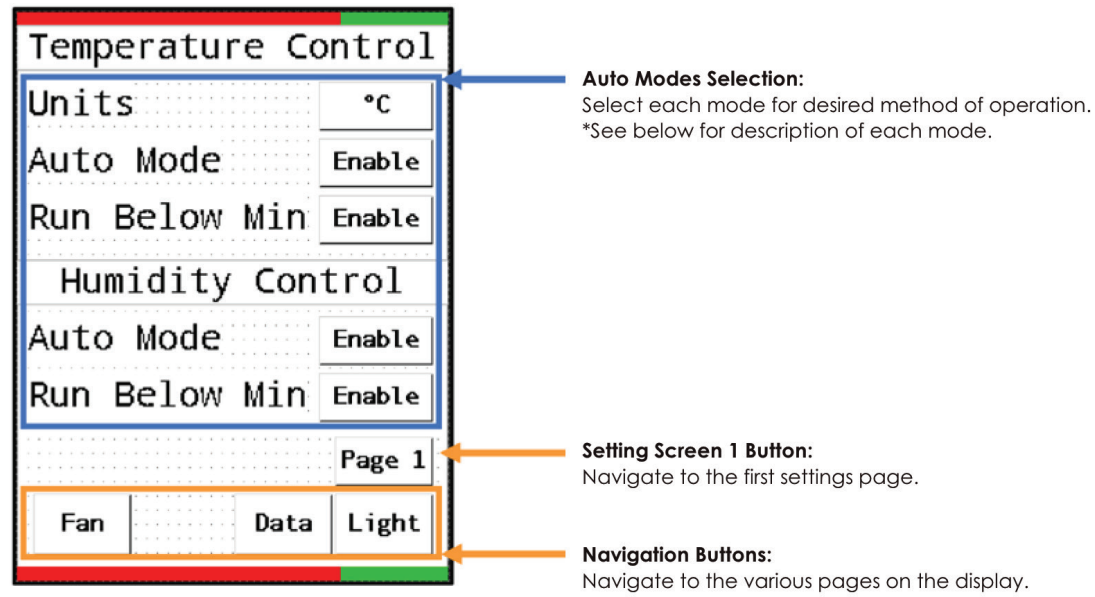 Temperature Control
Units °C
Auto Mode Enable
Run Below Min Enable
Humidity Control
Auto Mode Enable
Run Below Min Enable
Page 1
Fan Data Light
Auto Modes Selection:
Select each mode for desired method of operation.
*See below for description of each mode.
Setting Screen 1 Button:
Navigate to the first settings page.
Navigation Buttons:
Navigate to the various pages on the display.